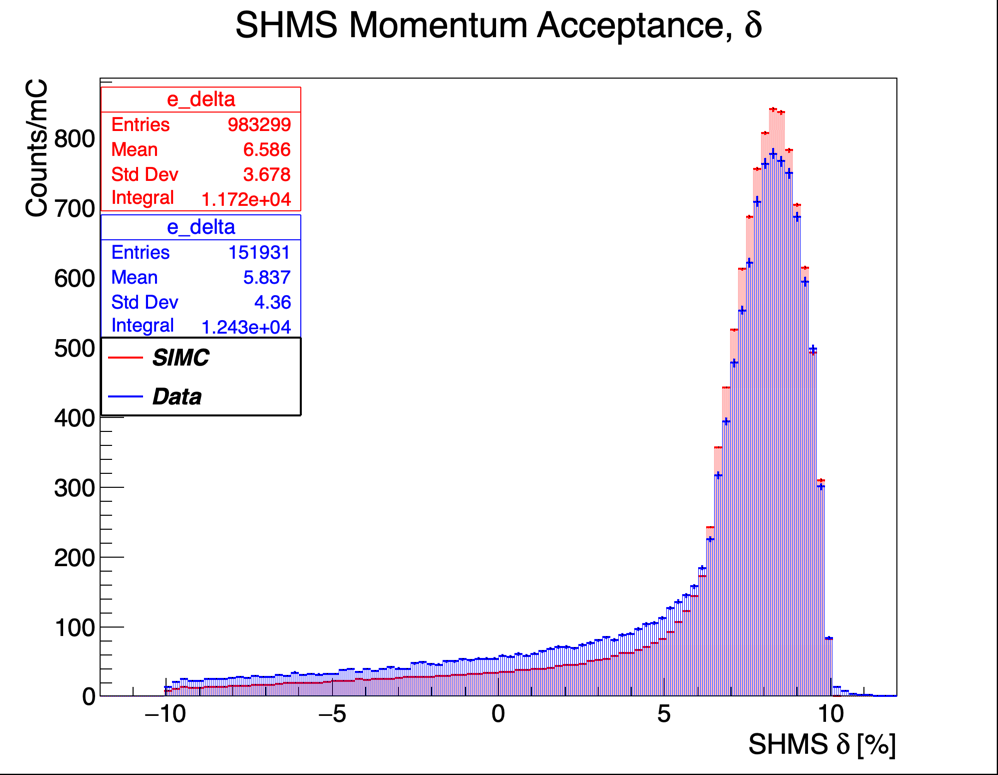 SHMS Momentum Acceptance, δ
Counts/mC
e_delta
Entries 983299
Mean 6.586
Std Dev 3.678
Integral 1.172e+04
e_delta
Entries 151931
Mean 5.837
Std Dev 4.36
Integral 1.243e+04
SIMC
Data
800
700
600
500
400
300
200
100
0
−10 −5 0 5 10
SHMS δ [%]